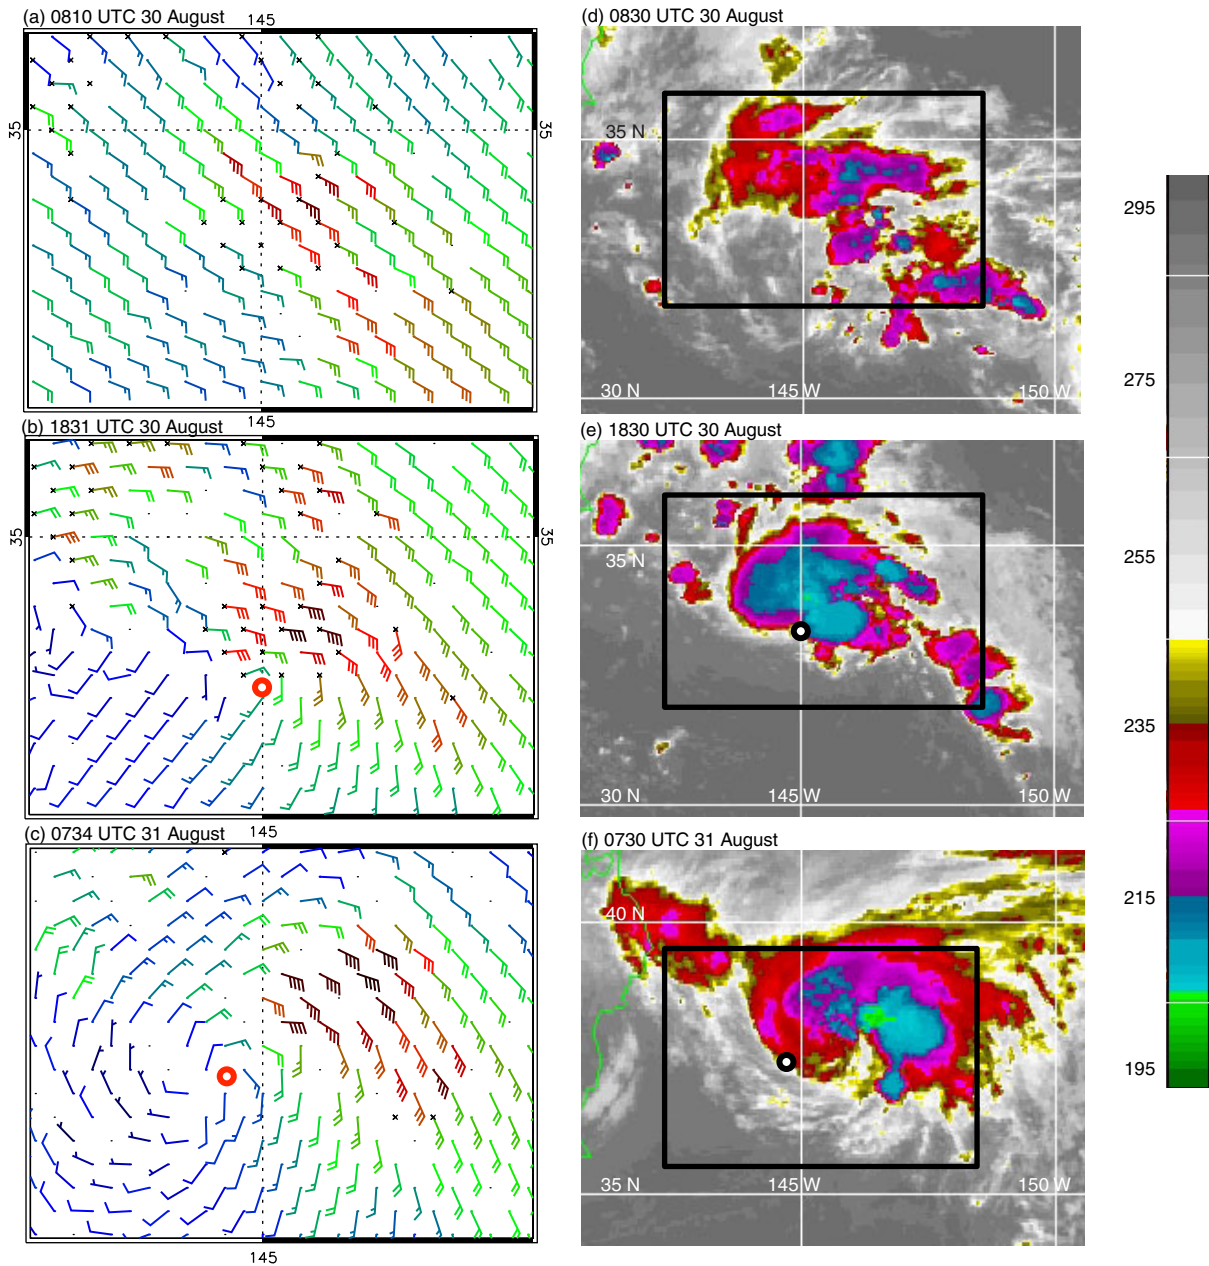 (a) 0810 UTC 30 August
145
35
35
145
(b) 1831 UTC 30 August
35
35
145
(c) 0734 UTC 31 August
145
(d) 0830 UTC 30 August
35 N
30 N
145 W
150 W
(e) 1830 UTC 30 August
35 N
30 N
145 W
150 W
(f) 0730 UTC 31 August
40 N
35 N
145 W
150 W
295
275
255
235
215
195